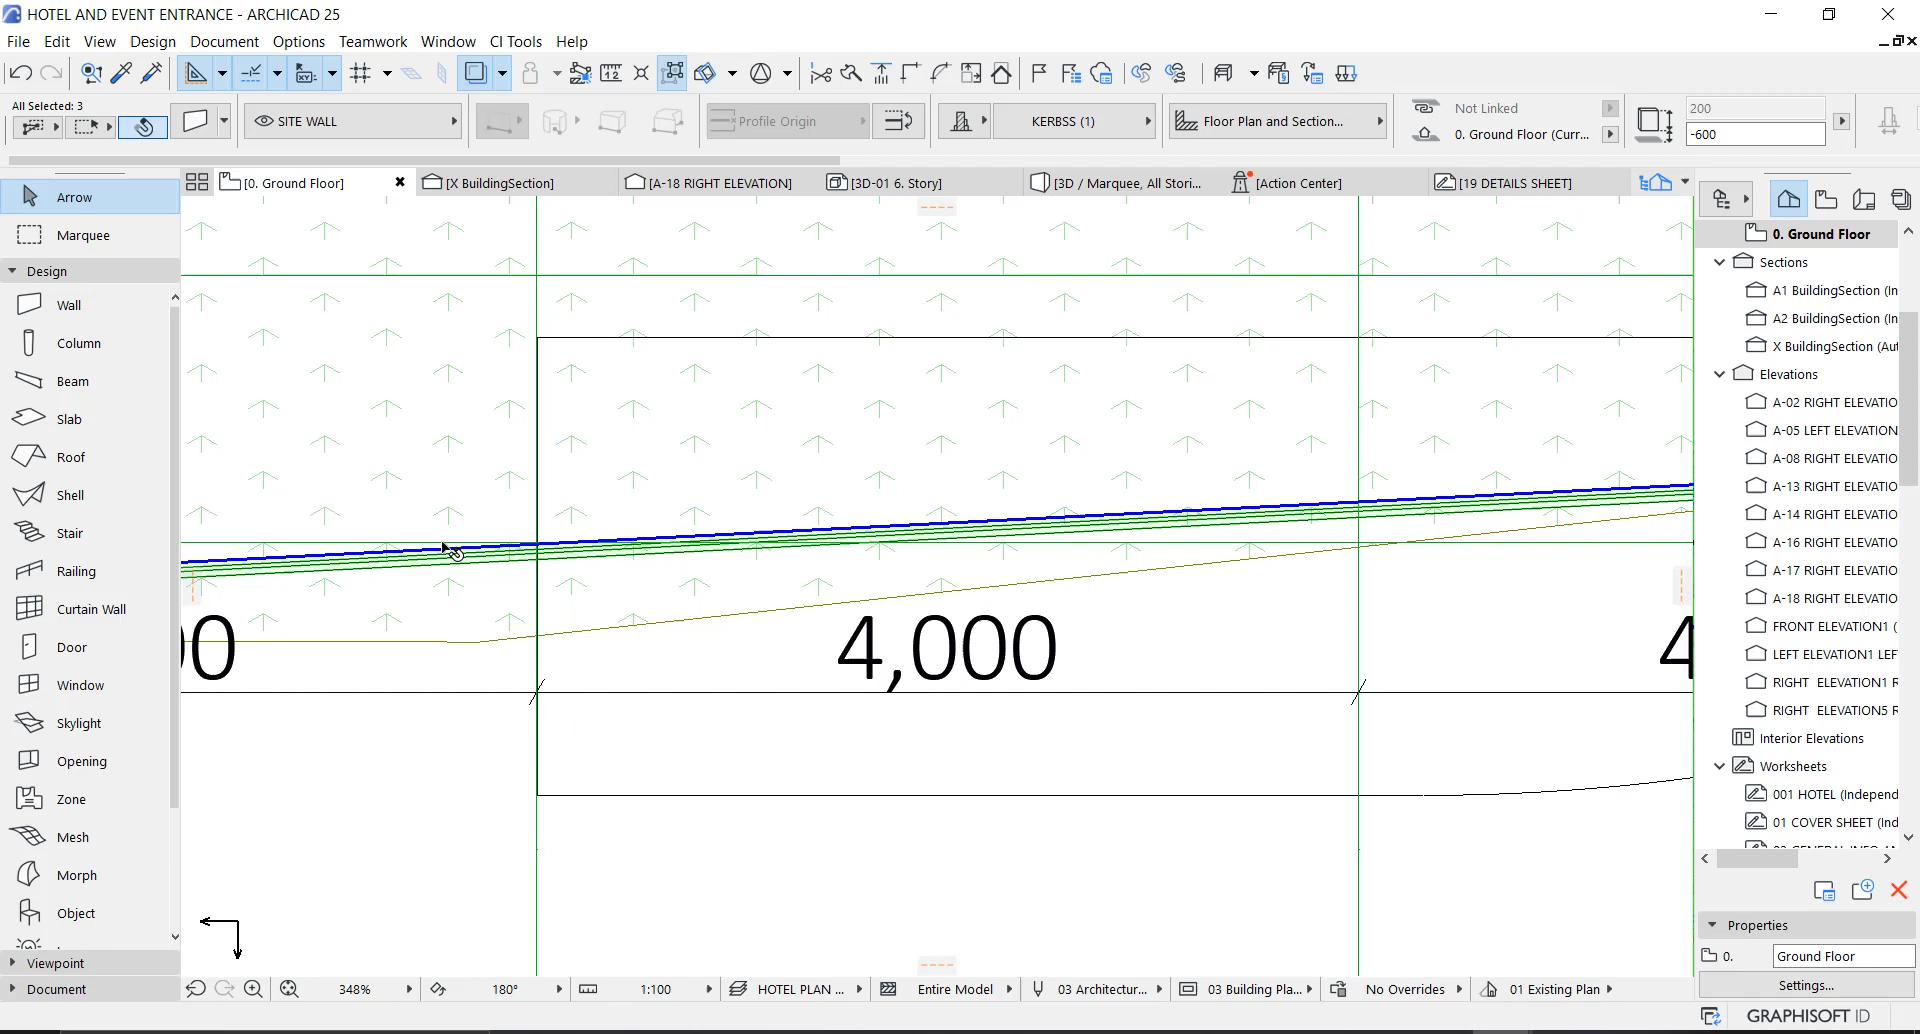 HOTEL AND EVENT ENTRANCE - ARCHICAD 25
File Edit View Design Document Options Teamwork Window CI Tools Help
All Selected: 3
SITE WALL
Profile Origin
KERBSS (1)
Floor Plan and Section...
Not Linked
0. Ground Floor (Curr...
200
-600
Arrow
Marquee
Design
Wall
Column
Beam
Slab
Roof
Shell
Stair
Railing
Curtain Wall
Door
Window
Skylight
Opening
Zone
Mesh
Morph
Object
Viewpoint
Document
[0. Ground Floor]
[X BuildingSection]
[A-18 RIGHT ELEVATION]
[3D-01 6. Story]
[3D / Marquee, All Stori...
[Action Center]
[19 DETAILS SHEET]
00
4,000
4
0. Ground Floor
Sections
A1 BuildingSection (In
A2 BuildingSection (In
X BuildingSection (Aut
Elevations
A-02 RIGHT ELEVATIO
A-05 LEFT ELEVATION
A-08 RIGHT ELEVATIO
A-13 RIGHT ELEVATIO
A-14 RIGHT ELEVATIO
A-16 RIGHT ELEVATIO
A-17 RIGHT ELEVATIO
A-18 RIGHT ELEVATIO
FRONT ELEVATION1 (
LEFT ELEVATION1 LEF
RIGHT ELEVATION1 R
RIGHT ELEVATION5 R
Interior Elevations
Worksheets
001 HOTEL (Independ
01 COVER SHEET (Ind
Properties
0.
Ground Floor
Settings...
348%
180°
1:100
HOTEL PLAN ...
Entire Model
03 Architectur...
03 Building Pla...
No Overrides
01 Existing Plan
GRAPHISOFT ID